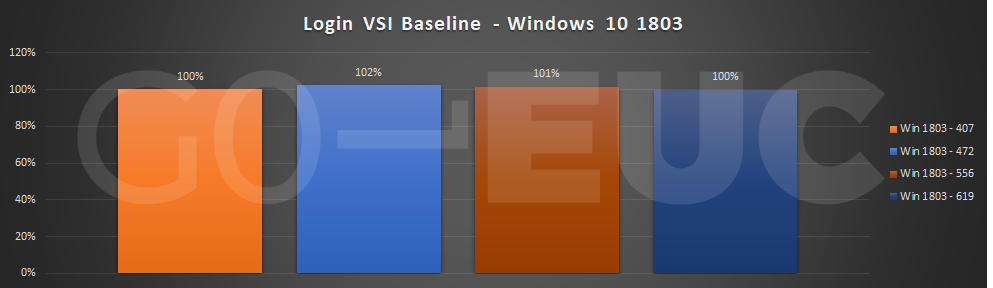 Login VSI Baseline - Windows 10 1803
120%
100%
80%
60%
40%
20%
0%
100%
102%
101%
100%
GO-EUC
Win 1803 - 407
Win 1803 - 472
Win 1803 - 556
Win 1803 - 619